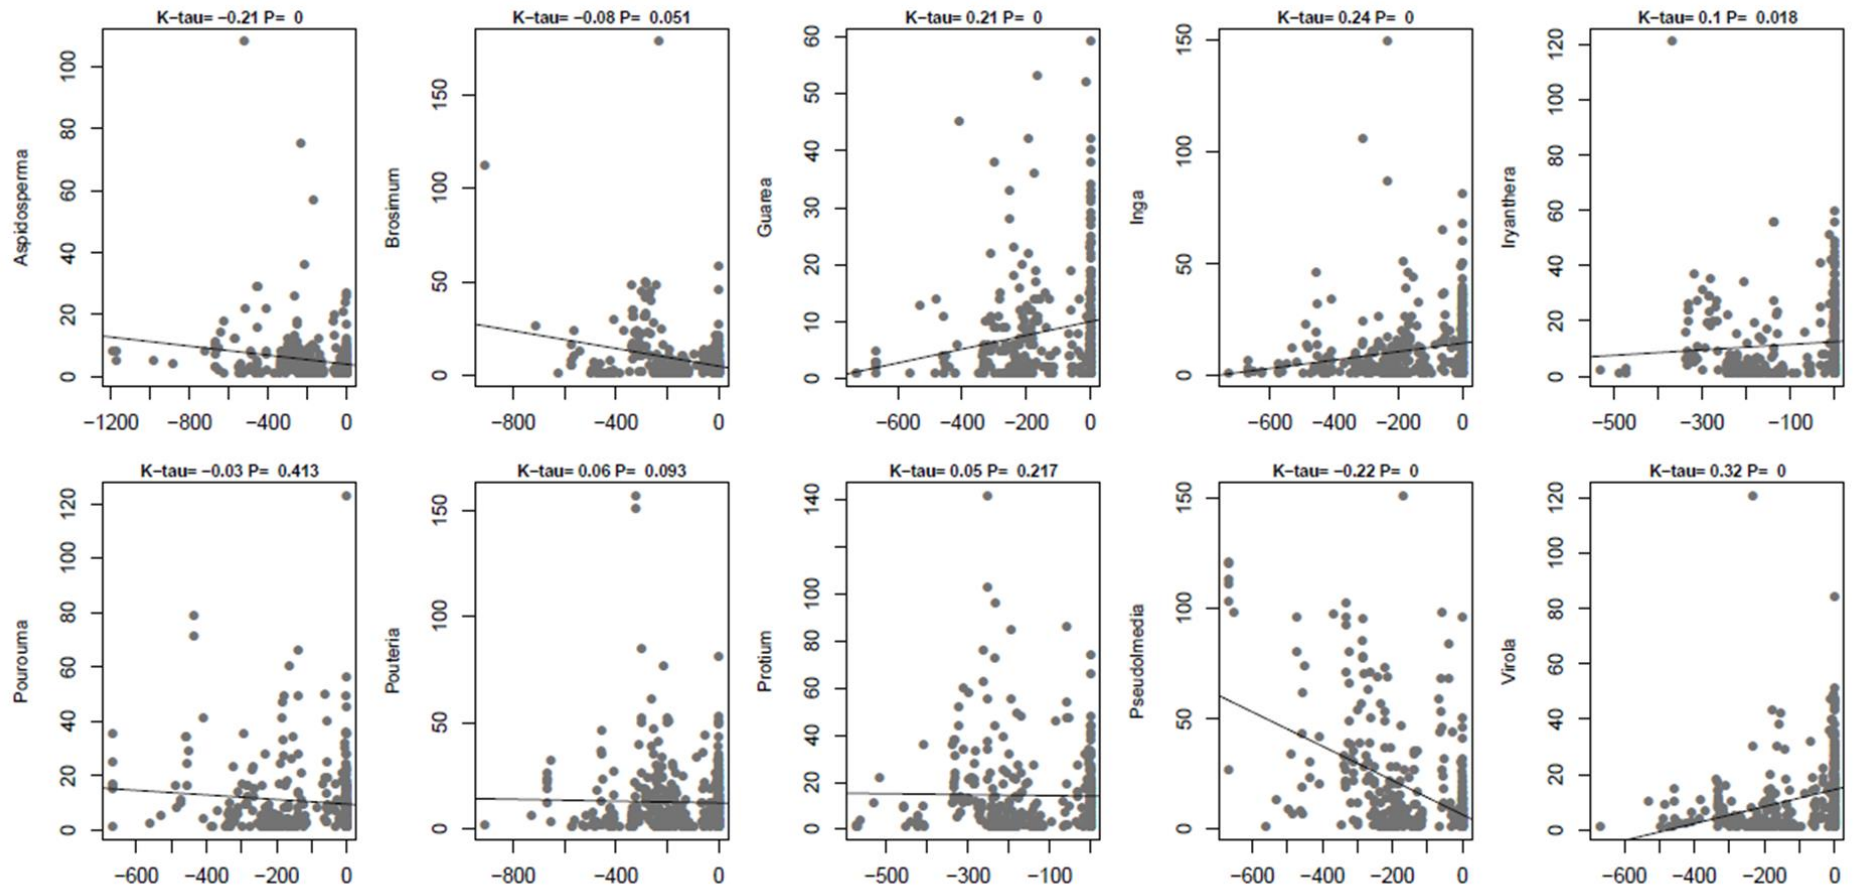 K-tau= -0.21 P= 0
K-tau= -0.08 P= 0.051
K-tau= 0.21 P= 0
K-tau= 0.24 P= 0
K-tau= 0.1 P= 0.018
Aspidosperma
0 20 40 60 80 100
-1200 -800 -400 0
Brosimum
0 50 100 150
-800 -400 0
Guarea
0 10 20 30 40 50 60
-600 -400 -200 0
Inga
0 50 100 150
-600 -400 -200 0
Iryanthera
0 20 40 60 80 100 120
-500 -300 -100
K-tau= -0.03 P= 0.413
K-tau= 0.06 P= 0.093
K-tau= 0.05 P= 0.217
K-tau= -0.22 P= 0
K-tau= 0.32 P= 0
Pourouma
0 20 40 60 80 100 120
-600 -400 -200 0
Pouteria
0 50 100 150
-800 -400 0
Protium
0 20 40 60 80 100 140
-500 -300 -100
Pseudolmedia
0 50 100 150
-600 -400 -200 0
Virola
0 20 40 60 80 100 120
-600 -400 -200 0